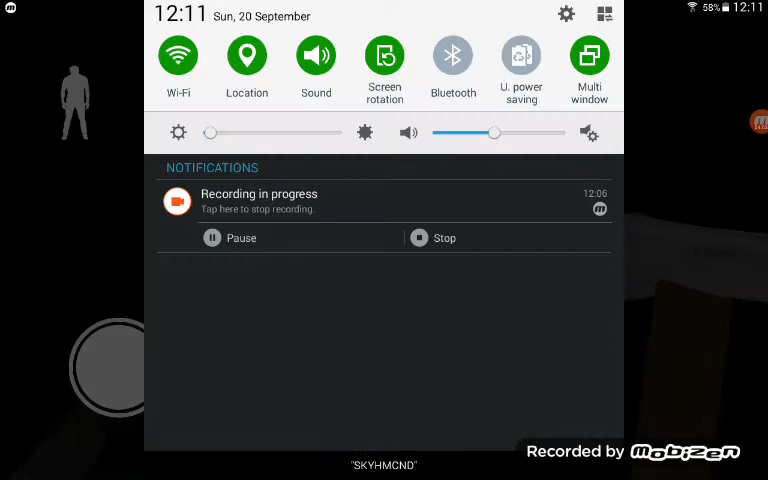 12:11 Sun, 20 September
58% 12:11
Wi-Fi
Location
Sound
Screen
rotation
Bluetooth
U. power
saving
Multi
window
NOTIFICATIONS
Recording in progress
12:06
Tap here to stop recording.
Pause
Stop
"SKYHMCND"
Recorded by mobizen